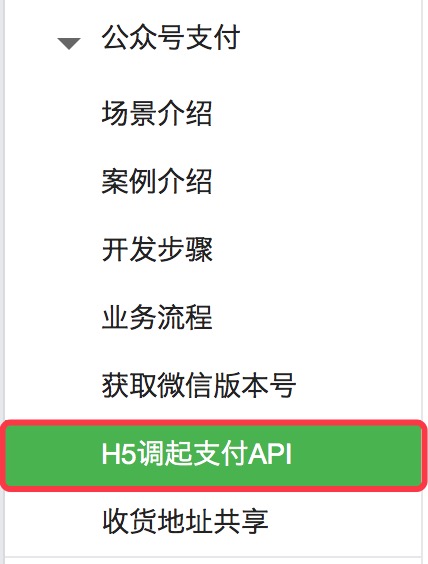 公众号支付
场景介绍
案例介绍
开发步骤
业务流程
获取微信版本号
H5调起支付API
收货地址共享